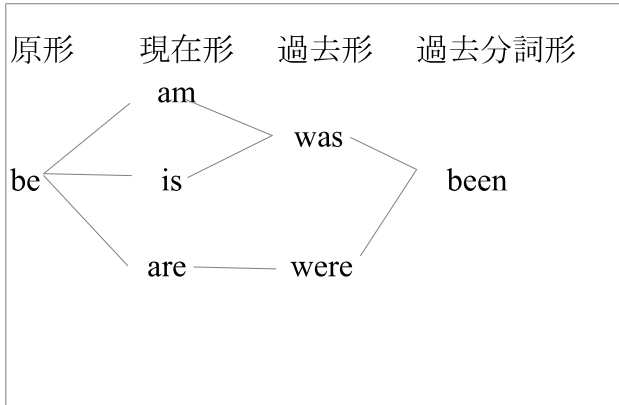 原形 現在形 過去形 過去分詞形
am
was
be is been
are were